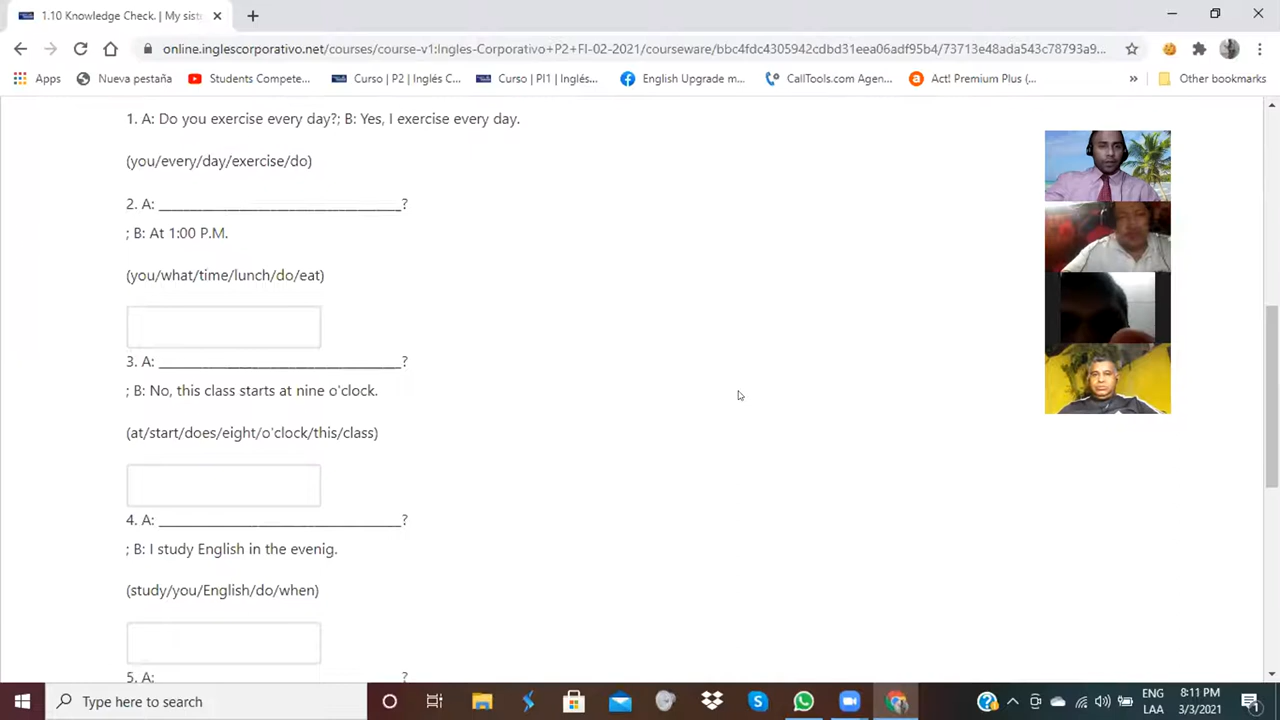 1.10 Knowledge Check. | My sist
online.inglescorporativo.net/courses/course-v1:Ingles-Corporativo+P2+FI-02-2021/courseware/bbc4fdc4305942cdbd31eea06adf95b4/73713e48ada543c78793a9...
Apps
Nueva pestaña
Students Compete...
Curso | P2 | Inglés C...
Curso | PI1 | Inglés...
English Upgrade m...
CallTools.com Agen...
Act! Premium Plus (...
»
Other bookmarks
1. A: Do you exercise every day?; B: Yes, I exercise every day.
(you/every/day/exercise/do)
2. A: ________________________________?
; B: At 1:00 P.M.
(you/what/time/lunch/do/eat)
3. A: ________________________________?
; B: No, this class starts at nine o'clock.
(at/start/does/eight/o'clock/this/class)
4. A: ________________________________?
; B: I study English in the evenig.
(study/you/English/do/when)
5. A: ________________________________?
Type here to search
ENG
LAA
8:11 PM
3/3/2021